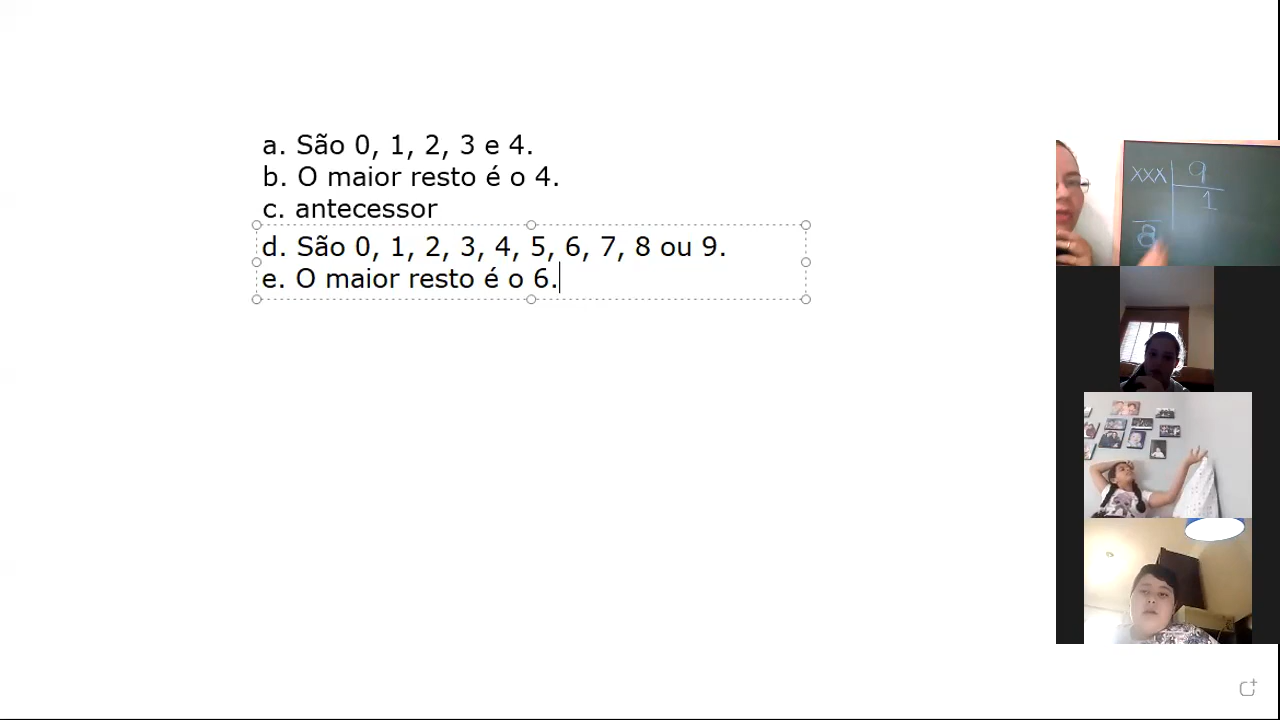 a. São 0, 1, 2, 3 e 4.
b. O maior resto é o 4.
c. antecessor
d. São 0, 1, 2, 3, 4, 5, 6, 7, 8 ou 9.
e. O maior resto é o 6.
XXX 9
1
8